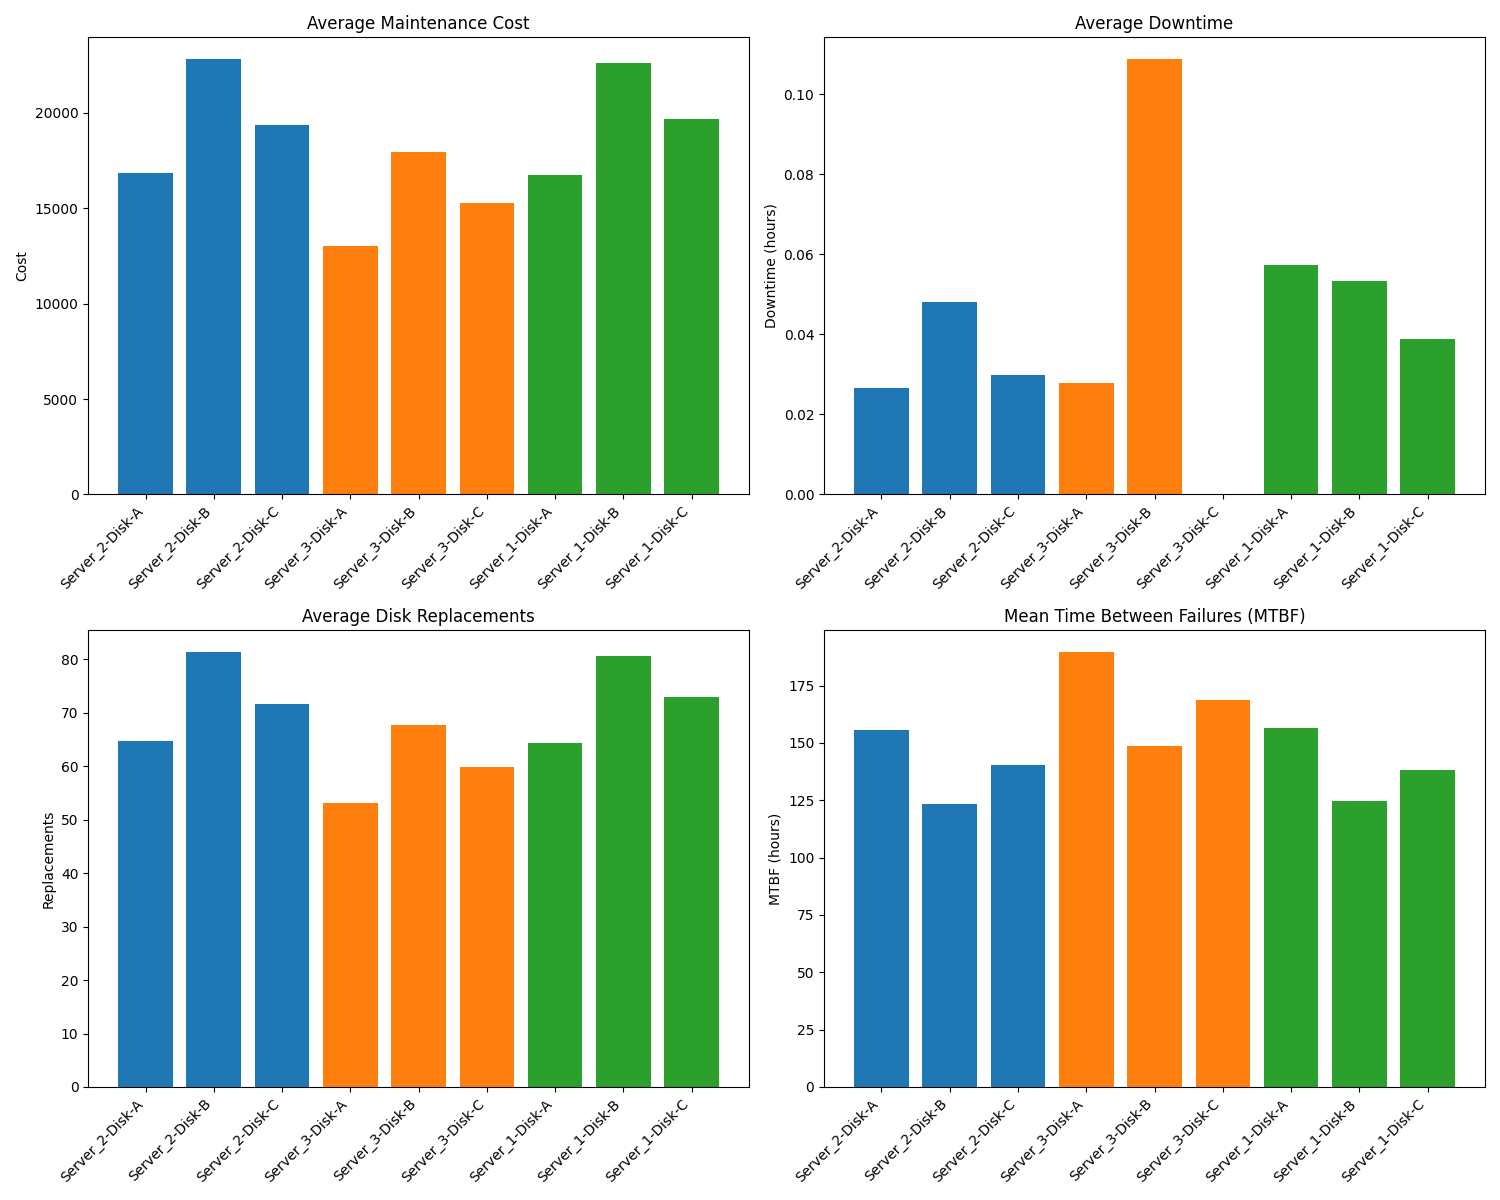 Average Maintenance Cost
Cost
20000
15000
10000
5000
0
Server_2-Disk-A
Server_2-Disk-B
Server_2-Disk-C
Server_3-Disk-A
Server_3-Disk-B
Server_3-Disk-C
Server_1-Disk-A
Server_1-Disk-B
Server_1-Disk-C
Average Downtime
Downtime (hours)
0.10
0.08
0.06
0.04
0.02
0.00
Server_2-Disk-A
Server_2-Disk-B
Server_2-Disk-C
Server_3-Disk-A
Server_3-Disk-B
Server_3-Disk-C
Server_1-Disk-A
Server_1-Disk-B
Server_1-Disk-C
Average Disk Replacements
Replacements
80
70
60
50
40
30
20
10
0
Server_2-Disk-A
Server_2-Disk-B
Server_2-Disk-C
Server_3-Disk-A
Server_3-Disk-B
Server_3-Disk-C
Server_1-Disk-A
Server_1-Disk-B
Server_1-Disk-C
Mean Time Between Failures (MTBF)
MTBF (hours)
175
150
125
100
75
50
25
0
Server_2-Disk-A
Server_2-Disk-B
Server_2-Disk-C
Server_3-Disk-A
Server_3-Disk-B
Server_3-Disk-C
Server_1-Disk-A
Server_1-Disk-B
Server_1-Disk-C